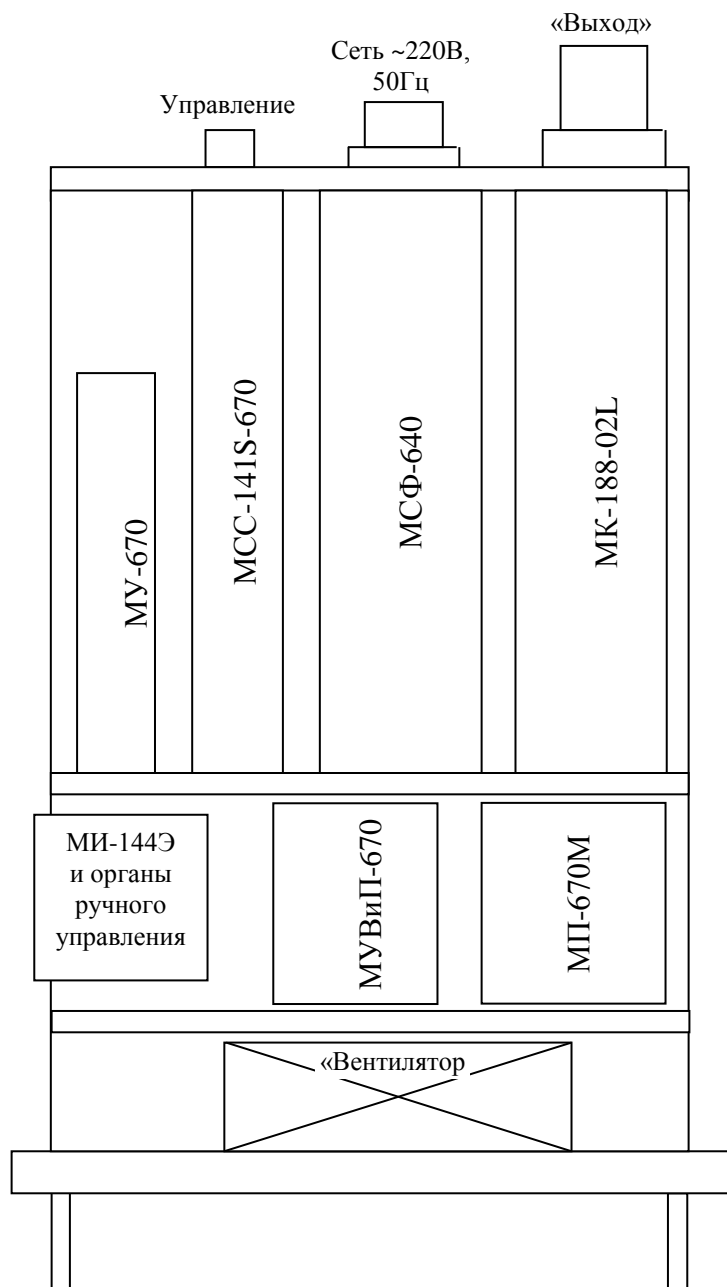 «Выход»
Сеть ~220В,
50Гц
Управление
МУ-670
МСС-141S-670
МСФ-640
МК-188-02L
МИ-144Э
и органы
ручного
управления
МУВиП-670
МП-670М
«Вентилятор